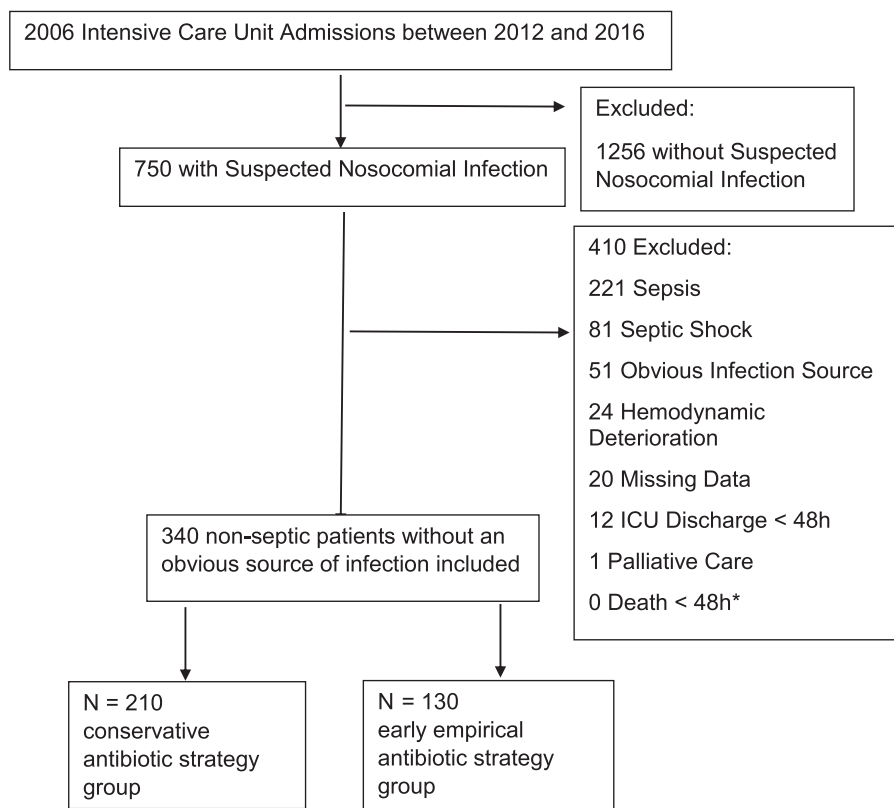 2006 Intensive Care Unit Admissions between 2012 and 2016
Excluded:
1256 without Suspected
Nosocomial Infection
750 with Suspected Nosocomial Infection
410 Excluded:
221 Sepsis
81 Septic Shock
51 Obvious Infection Source
24 Hemodynamic
Deterioration
20 Missing Data
12 ICU Discharge < 48h
1 Palliative Care
0 Death < 48h*
340 non-septic patients without an
obvious source of infection included
N = 210
conservative
antibiotic strategy
group
N = 130
early empirical
antibiotic strategy
group